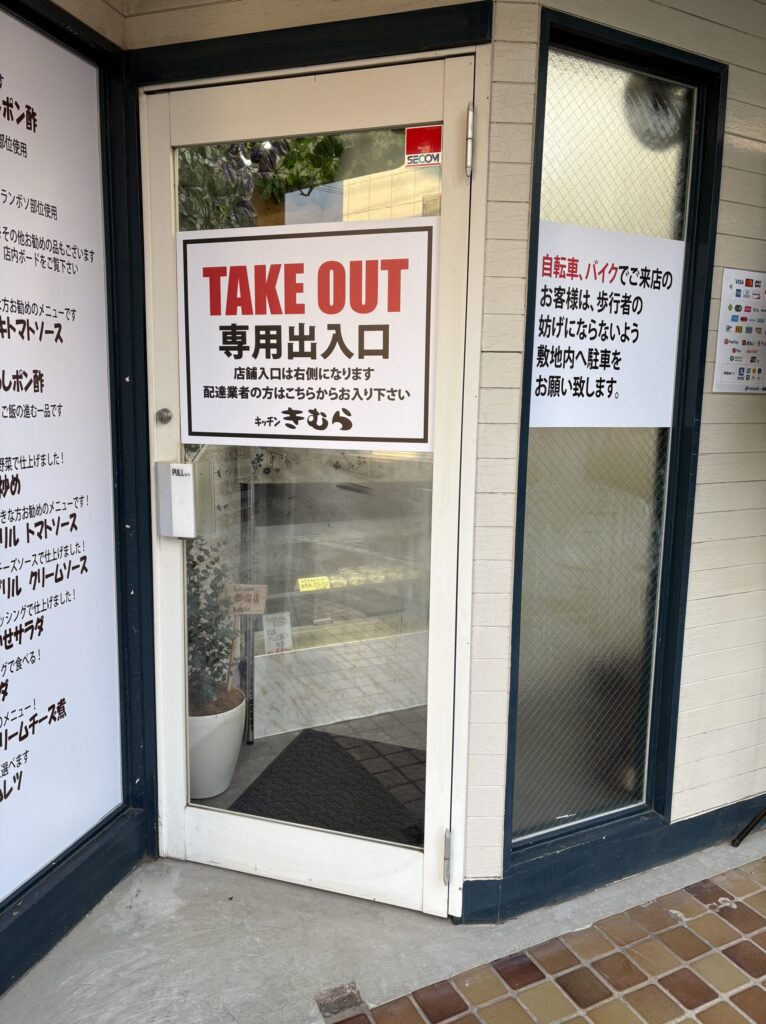 ポン酢
部位使用
ランボソ部位使用
その他お勧めの品もございます
店内ボードをご覧下さい
な方お勧めのメニューです
キトマトソース
ポン酢
ご飯の進む一品です
野菜で仕上げました!
炒め
きな方お勧めのメニューです!
リル トマトソース
ーズソースで仕上げました!
グリル クリームソース
ッシングで仕上げました!
かせサラダ
グで食べる!
ダ
のメニュー!
リームチーズ煮
選べます
SECOM
TAKE OUT
専用出入口
店舗入口は右側になります
配達業者の方はこちらからお入り下さい
キッチン きむら
PULL
自転車、バイクでご来店の
お客様は、歩行者の
妨げにならないよう
敷地内へ駐車を
お願い致します。
VISA
JCB